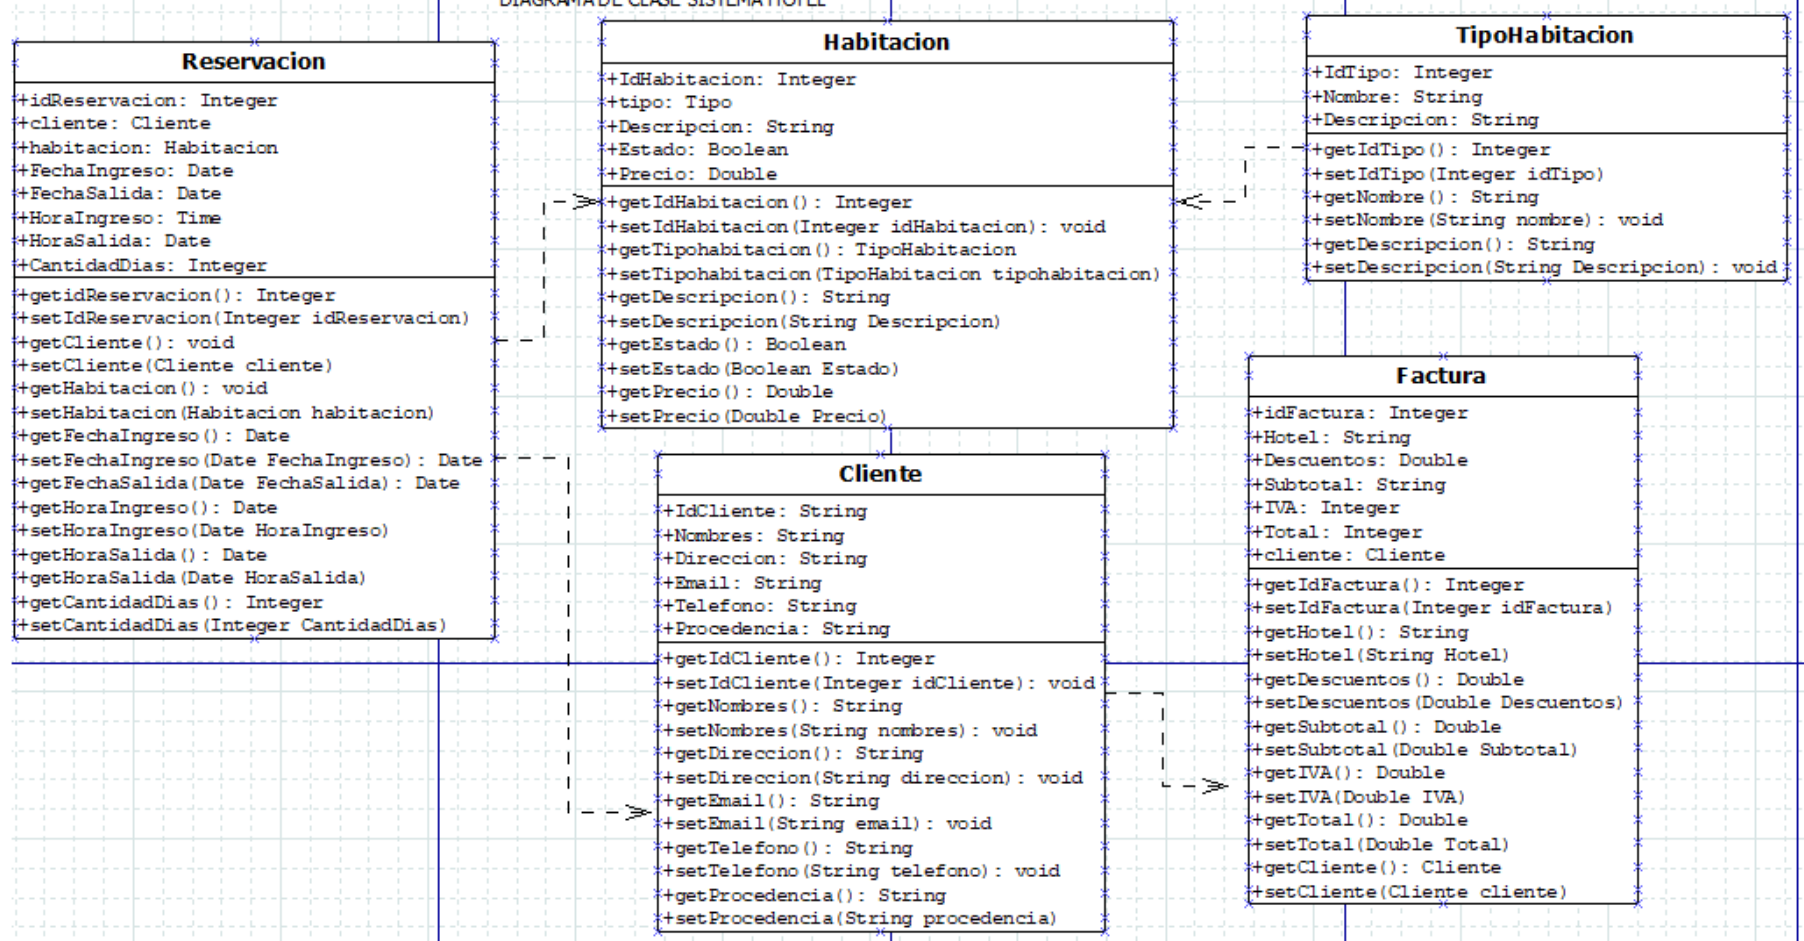 DIAGRAMA DE CLASE SISTEMA HOTEL
Reservacion
+idReservacion: Integer
+cliente: Cliente
+habitacion: Habitacion
+FechaIngreso: Date
+FechaSalida: Date
+HoraIngreso: Time
+HoraSalida: Date
+CantidadDias: Integer
+getidReservacion(): Integer
+setIdReservacion(Integer idReservacion)
+getCliente(): void
+setCliente(Cliente cliente)
+getHabitacion(): void
+setHabitacion(Habitacion habitacion)
+getFechaIngreso(): Date
+setFechaIngreso(Date FechaIngreso): Date
+getFechaSalida(Date FechaSalida): Date
+getHoraIngreso(): Date
+setHoraIngreso(Date HoraIngreso)
+getHoraSalida(): Date
+getHoraSalida(Date HoraSalida)
+getCantidadDias(): Integer
+setCantidadDias(Integer CantidadDias)
Habitacion
+IdHabitacion: Integer
+tipo: Tipo
+Descripcion: String
+Estado: Boolean
+Precio: Double
+getIdHabitacion(): Integer
+setIdHabitacion(Integer idHabitacion): void
+getTipohabitacion(): TipoHabitacion
+setTipohabitacion(TipoHabitacion tipohabitacion)
+getDescripcion(): String
+setDescripcion(String Descripcion)
+getEstado(): Boolean
+setEstado(Boolean Estado)
+getPrecio(): Double
+setPrecio(Double Precio)
TipoHabitacion
+IdTipo: Integer
+Nombre: String
+Descripcion: String
+getIdTipo(): Integer
+setIdTipo(Integer idTipo)
+getNombre(): String
+setNombre(String nombre): void
+getDescripcion(): String
+setDescripcion(String Descripcion): void
Cliente
+IdCliente: String
+Nombres: String
+Direccion: String
+Email: String
+Telefono: String
+Procedencia: String
+getIdCliente(): Integer
+setIdCliente(Integer idCliente): void
+getNombres(): String
+setNombres(String nombres): void
+getDireccion(): String
+setDireccion(String direccion): void
+getEmail(): String
+setEmail(String email): void
+getTelefono(): String
+setTelefono(String telefono): void
+getProcedencia(): String
+setProcedencia(String procedencia)
Factura
+idFactura: Integer
+Hotel: String
+Descuentos: Double
+Subtotal: String
+IVA: Integer
+Total: Integer
+cliente: Cliente
+getIdFactura(): Integer
+setIdFactura(Integer idFactura)
+getHotel(): String
+setHotel(String Hotel)
+getDescuentos(): Double
+setDescuentos(Double Descuentos)
+getSubtotal(): Double
+setSubtotal(Double Subtotal)
+getIVA(): Double
+setIVA(Double IVA)
+getTotal(): Double
+setTotal(Double Total)
+getCliente(): Cliente
+setCliente(Cliente cliente)